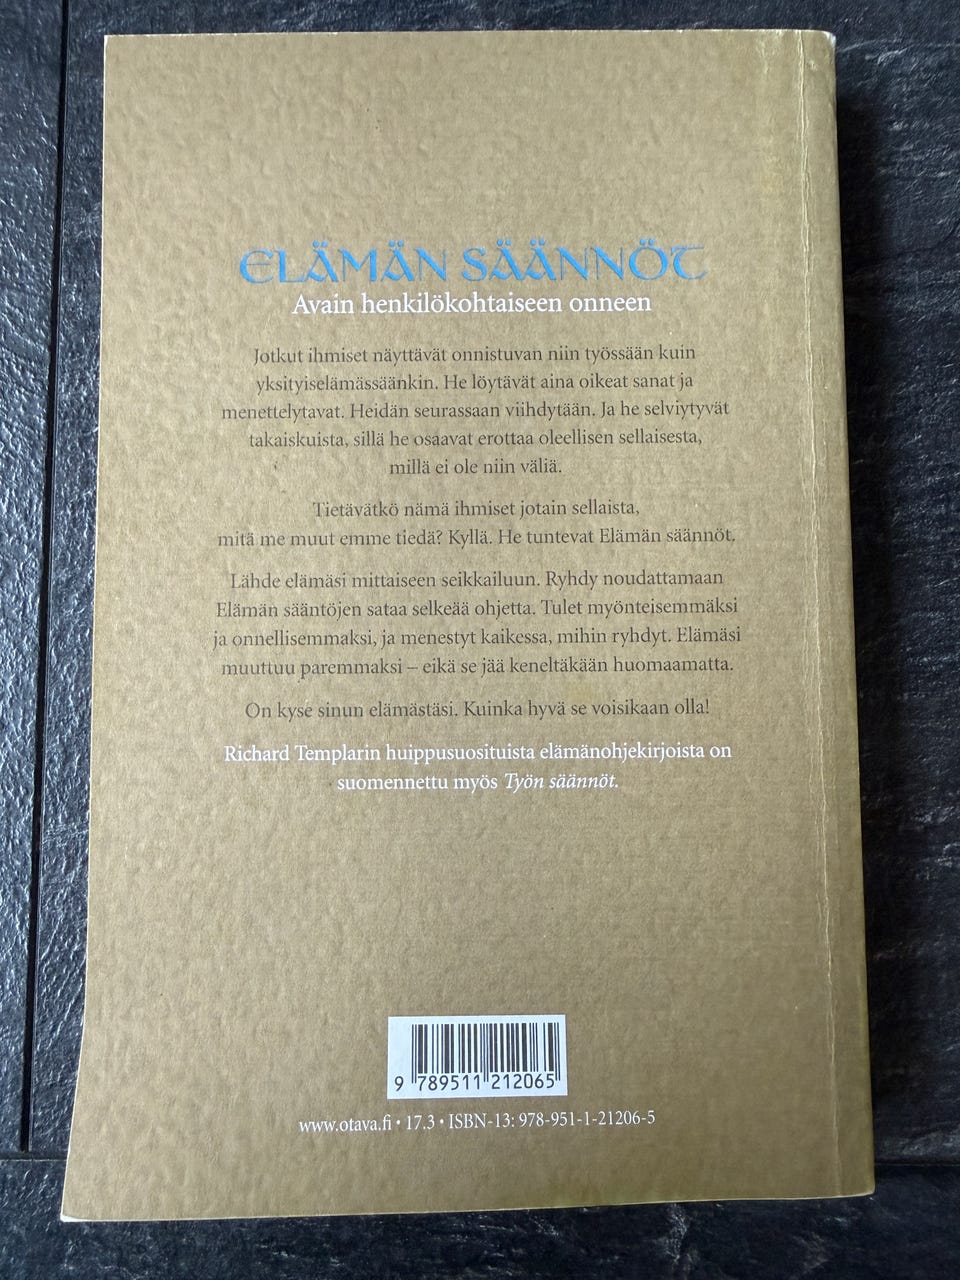 ELÄMÄN SÄÄNNÖT
Avain henkilökohtaiseen onneen
Jotkut ihmiset näyttävät onnistuvan niin työssään kuin
yksityiselämässäänkin. He löytävät aina oikeat sanat ja
menettelytavat. Heidän seurassaan viihdytään. Ja he selviytyvät
takaiskuista, sillä he osaavat erottaa oleellisen sellaisesta,
millä ei ole niin väliä.
Tietävätkö nämä ihmiset jotain sellaista,
mitä me muut emme tiedä? Kyllä. He tuntevat Elämän säännöt.
Lähde elämäsi mittaiseen seikkailuun. Ryhdy noudattamaan
Elämän sääntöjen sataa selkeää ohjetta. Tulet myönteisemmäksi
ja onnellisemmaksi, ja menestyt kaikessa, mihin ryhdyt. Elämäsi
muuttuu paremmaksi – eikä se jää keneltäkään huomaamatta.
On kyse sinun elämästäsi. Kuinka hyvä se voisikaan olla!
Richard Templarin huippusuosituista elämänohjekirjoista on
suomennettu myös Työn säännöt.
9 789511 212065
www.otava.fi • 17.3 • ISBN-13: 978-951-1-21206-5